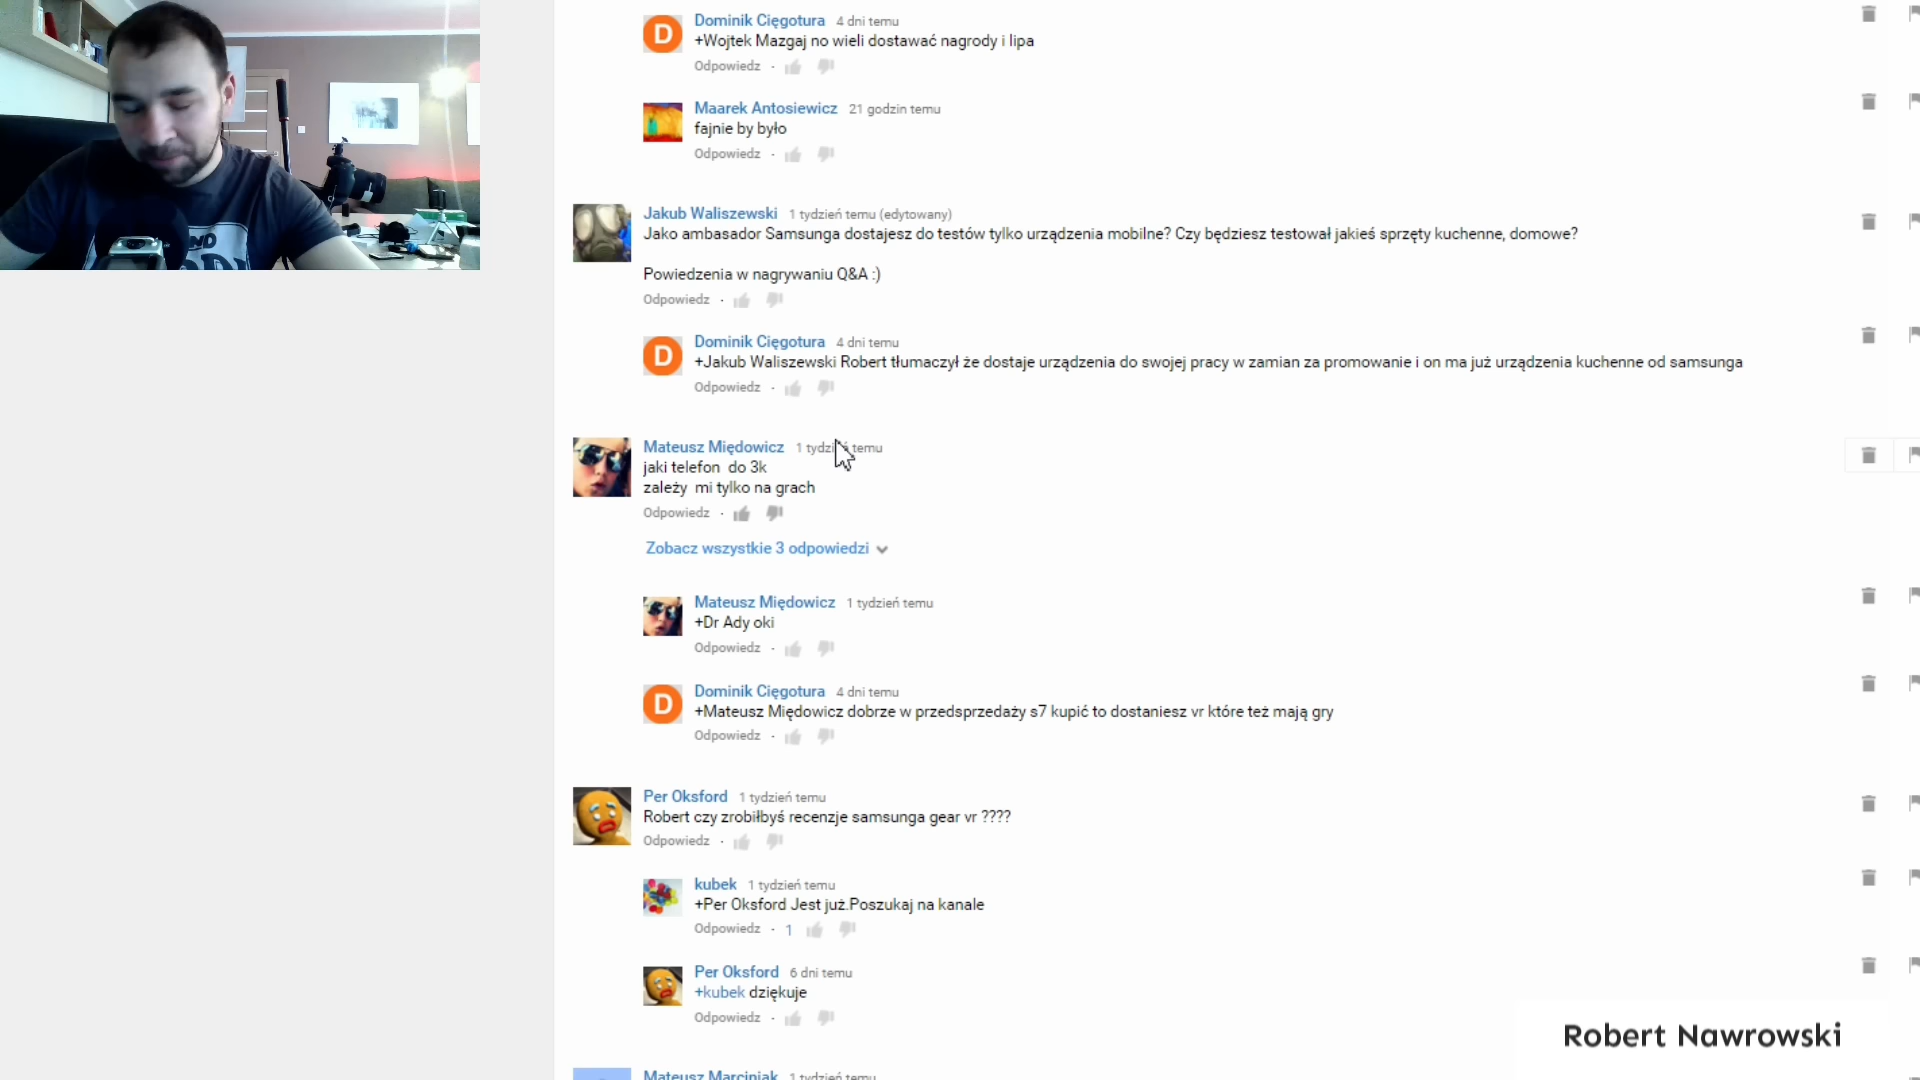 Dominik Cięgotura 4 dni temu
+Wojtek Mazgaj no wieli dostawać nagrody i lipa
Odpowiedz ·
Maarek Antosiewicz 21 godzin temu
fajnie by było
Odpowiedz ·
Jakub Waliszewski 1 tydzień temu (edytowany)
Jako ambasador Samsunga dostajesz do testów tylko urządzenia mobilne? Czy będziesz testował jakieś sprzęty kuchenne, domowe?
Powiedzenia w nagrywaniu Q&A :)
Odpowiedz ·
D Dominik Cięgotura 4 dni temu
+Jakub Waliszewski Robert tłumaczył że dostaje urządzenia do swojej pracy w zamian za promowanie i on ma już urządzenia kuchenne od samsunga
Odpowiedz ·
Mateusz Międowicz 1 tydzień temu
jaki telefon do 3k
zależy mi tylko na grach
Odpowiedz ·
Zobacz wszystkie 3 odpowiedzi
Mateusz Międowicz 1 tydzień temu
+Dr Ady oki
Odpowiedz ·
D Dominik Cięgotura 4 dni temu
+Mateusz Międowicz dobrze w przedsprzedaży s7 kupić to dostaniesz vr które też mają gry
Odpowiedz ·
Per Oksford 1 tydzień temu
Robert czy zrobiłbyś recenzje samsunga gear vr ????
Odpowiedz ·
kubek 1 tydzień temu
+Per Oksford Jest już.Poszukaj na kanale
Odpowiedz · 1
Per Oksford 6 dni temu
+kubek dziękuje
Odpowiedz ·
Robert Nawrowski
Mateusz Marciniak 1 tydzień temu